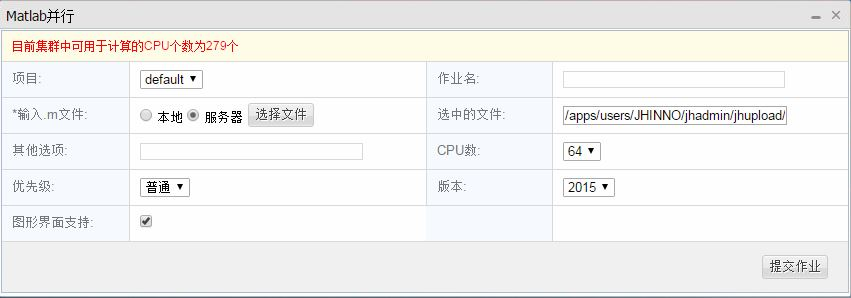 Matlab并行
目前集群中可用于计算的CPU个数为279个
项目: default 作业名:
*输入.m文件: 本地 服务器 选择文件 选中的文件: /apps/users/JHINNO/jhadmin/jhupload/
其他选项: CPU数: 64
优先级: 普通 版本: 2015
图形界面支持:
提交作业